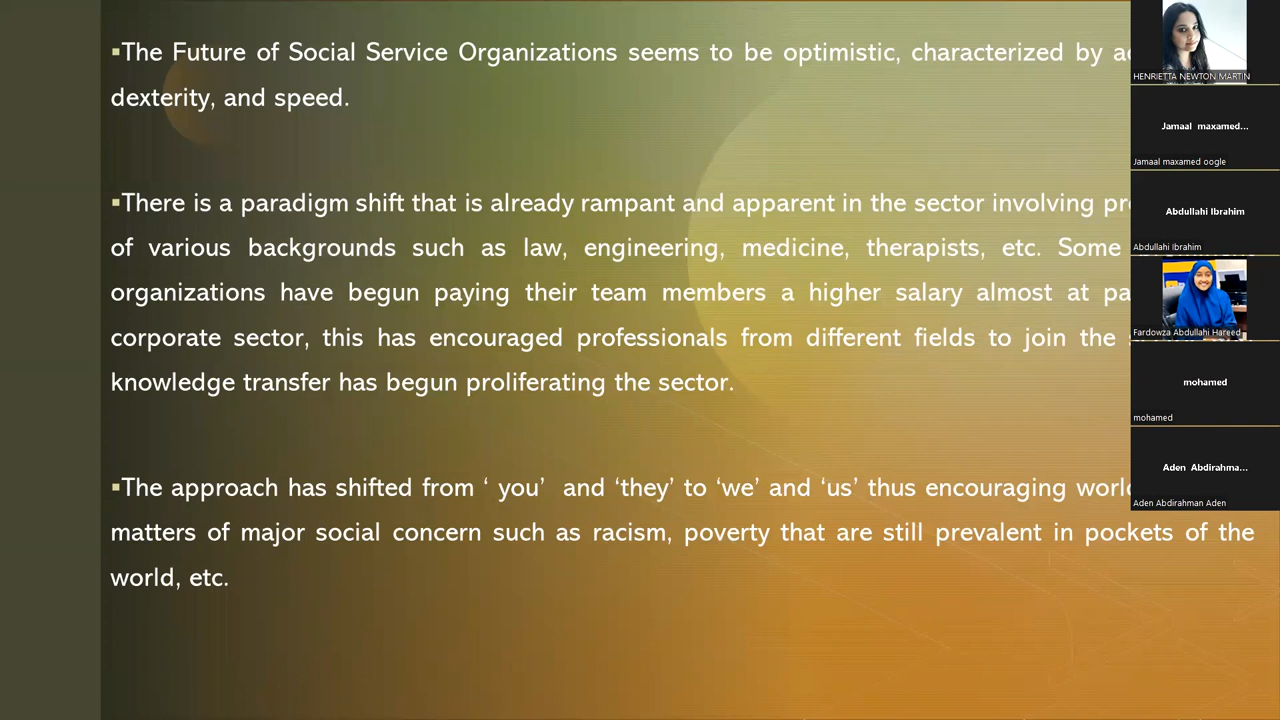 ▪The Future of Social Service Organizations seems to be optimistic, characterized by
dexterity, and speed.
▪There is a paradigm shift that is already rampant and apparent in the sector involving
of various backgrounds such as law, engineering, medicine, therapists, etc. Some
organizations have begun paying their team members a higher salary almost at
corporate sector, this has encouraged professionals from different fields to join the
knowledge transfer has begun proliferating the sector.
▪The approach has shifted from ‘ you’ and ‘they’ to ‘we’ and ‘us’ thus encouraging
matters of major social concern such as racism, poverty that are still prevalent in pockets of the
world, etc.
HENRIETTA NEWTON MARTIN
Jamaal maxamed...
Jamaal maxamed oogle
Abdullahi Ibrahim
Abdullahi Ibrahim
Fardowza Abdullahi Hareed
mohamed
mohamed
Aden Abdirahma...
Aden Abdirahman Aden